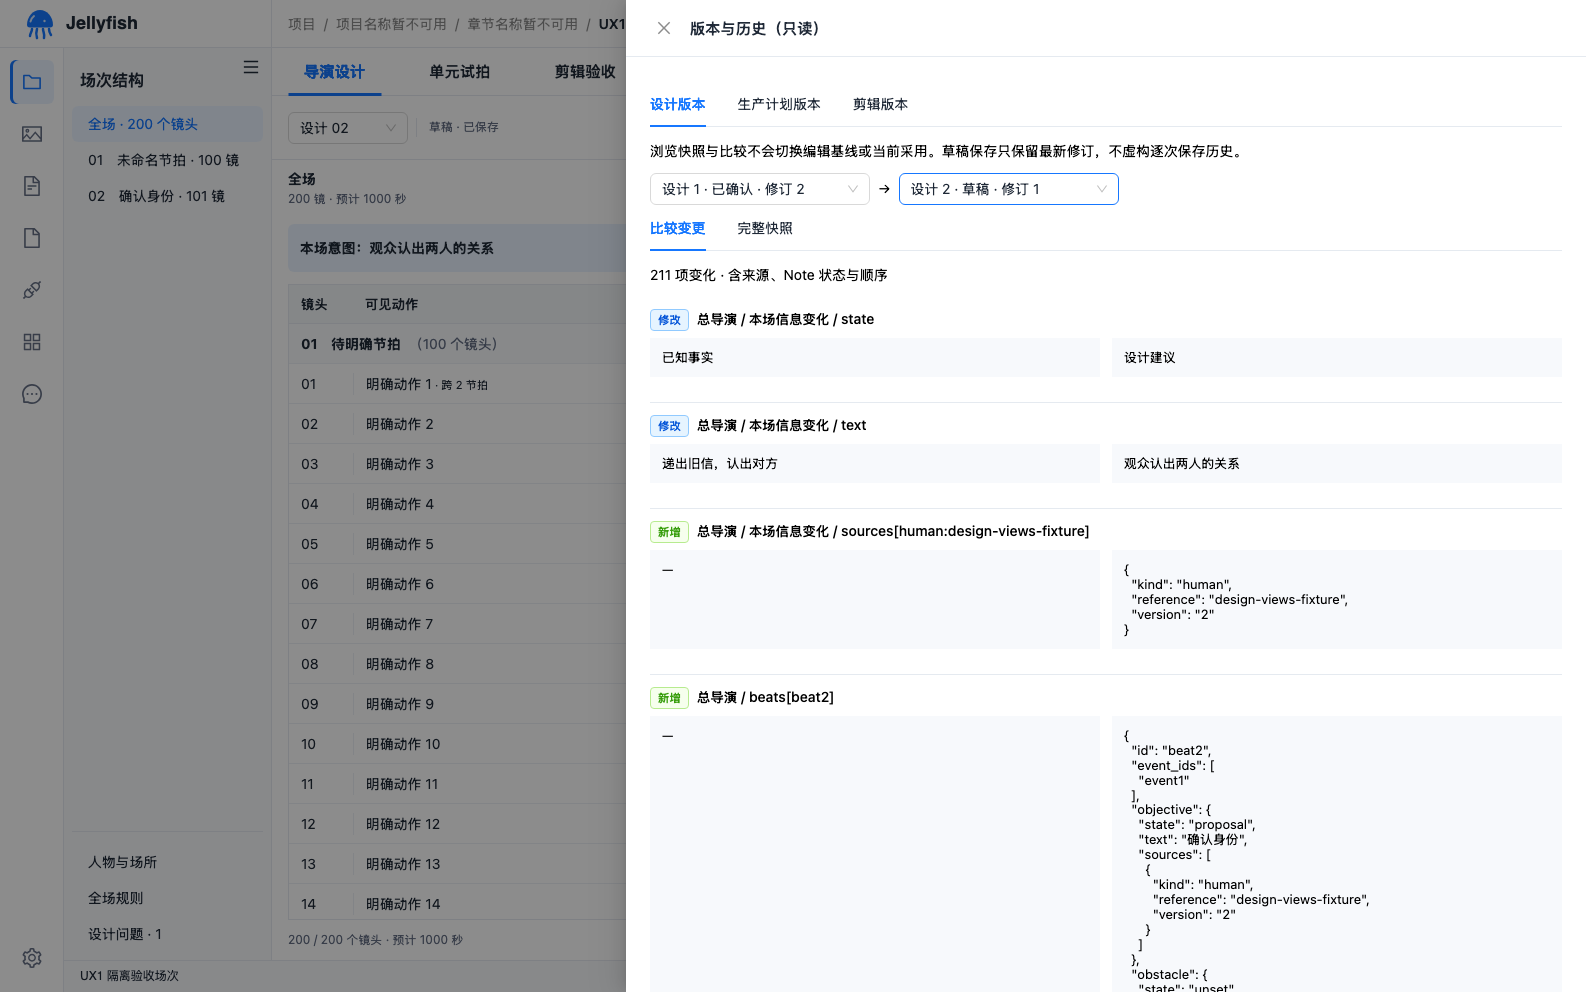 Jellyfish
项目 / 项目名称暂不可用 / 章节名称暂不可用 / UX1
场次结构
全场 · 200 个镜头
01 未命名节拍 · 100 镜
02 确认身份 · 101 镜
人物与场所
全场规则
设计问题 · 1
UX1 隔离验收场次
导演设计 单元试拍 剪辑验收
设计 02 草稿 · 已保存
全场
200 镜 · 预计 1000 秒
本场意图：观众认出两人的关系
镜头 可见动作
01 待明确节拍 （100 个镜头）
01 明确动作 1 · 跨 2 节拍
02 明确动作 2
03 明确动作 3
04 明确动作 4
05 明确动作 5
06 明确动作 6
07 明确动作 7
08 明确动作 8
09 明确动作 9
10 明确动作 10
11 明确动作 11
12 明确动作 12
13 明确动作 13
14 明确动作 14
200 / 200 个镜头 · 预计 1000 秒
版本与历史（只读）
设计版本 生产计划版本 剪辑版本
浏览快照与比较不会切换编辑基线或当前采用。草稿保存只保留最新修订，不虚构逐次保存历史。
设计 1 · 已确认 · 修订 2 → 设计 2 · 草稿 · 修订 1
比较变更 完整快照
211 项变化 · 含来源、Note 状态与顺序
修改 总导演 / 本场信息变化 / state
已知事实 设计建议
修改 总导演 / 本场信息变化 / text
递出旧信，认出对方 观众认出两人的关系
新增 总导演 / 本场信息变化 / sources[human:design-views-fixture]
—
{
"kind": "human",
"reference": "design-views-fixture",
"version": "2"
}
新增 总导演 / beats[beat2]
—
{
"id": "beat2",
"event_ids": [
"event1"
],
"objective": {
"state": "proposal",
"text": "确认身份",
"sources": [
{
"kind": "human",
"reference": "design-views-fixture",
"version": "2"
}
]
},
"obstacle": {
"state": "unset"